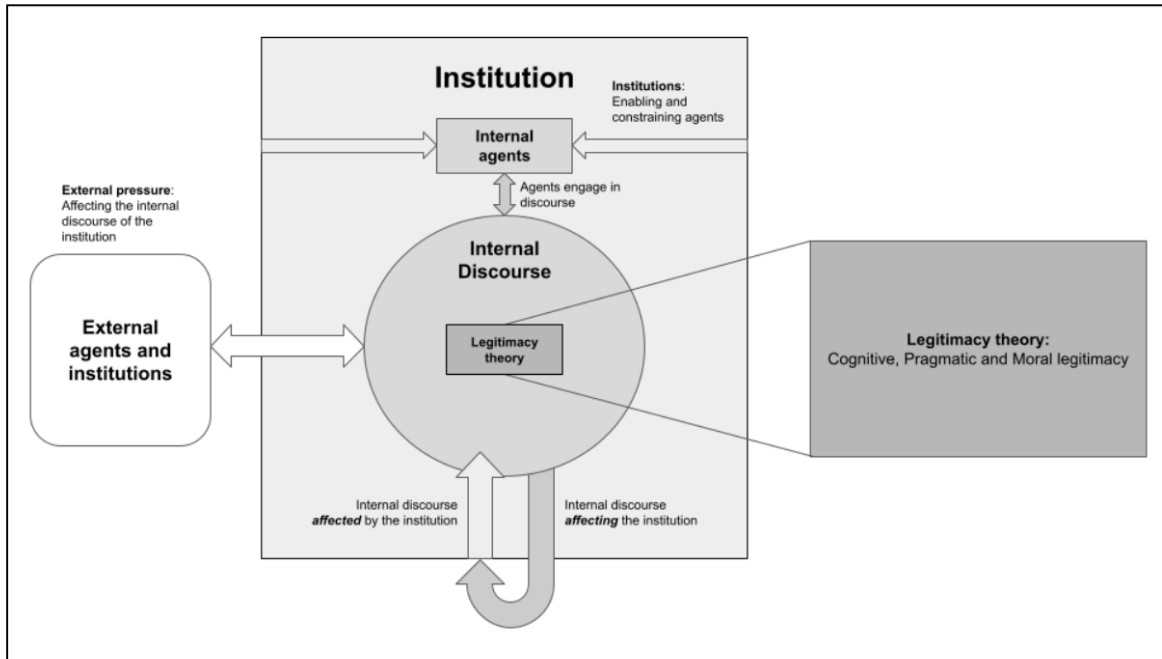 Institution
Institutions:
Enabling and
constraining agents
Internal
agents
Agents engage in
discourse
External pressure:
Affecting the internal
discourse of the
institution
External
agents and
institutions
Internal
Discourse
Legitimacy
theory
Legitimacy theory:
Cognitive, Pragmatic and Moral legitimacy
Internal discourse
affected by the institution
Internal discourse
affecting the institution